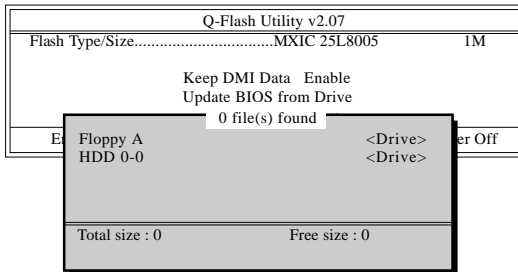 Q-Flash Utility v2.07
Flash Type/Size.................................MXIC 25L8005 1M
Keep DMI Data Enable
Update BIOS from Drive
0 file(s) found
Floppy A <Drive>
HDD 0-0 <Drive>
Off
Total size : 0 Free size : 0